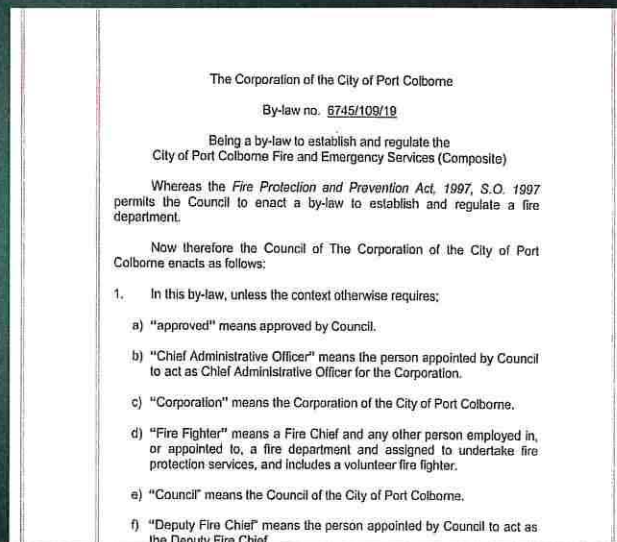 The Corporation of the City of Port Colborne
By-law no. 6745/109/19
Being a by-law to establish and regulate the
City of Port Colborne Fire and Emergency Services (Composite)
Whereas the Fire Protection and Prevention Act, 1997, S.O. 1997
permits the Council to enact a by-law to establish and regulate a fire
department.
Now therefore the Council of The Corporation of the City of Port
Colborne enacts as follows:
1. In this by-law, unless the context otherwise requires;
a) "approved" means approved by Council.
b) "Chief Administrative Officer" means the person appointed by Council
to act as Chief Administrative Officer for the Corporation.
c) "Corporation" means the Corporation of the City of Port Colborne.
d) "Fire Fighter" means a Fire Chief and any other person employed in,
or appointed to, a fire department and assigned to undertake fire
protection services, and includes a volunteer fire fighter.
e) "Council" means the Council of the City of Port Colborne.
f) "Deputy Fire Chief" means the person appointed by Council to act as
the Deputy Fire Chief